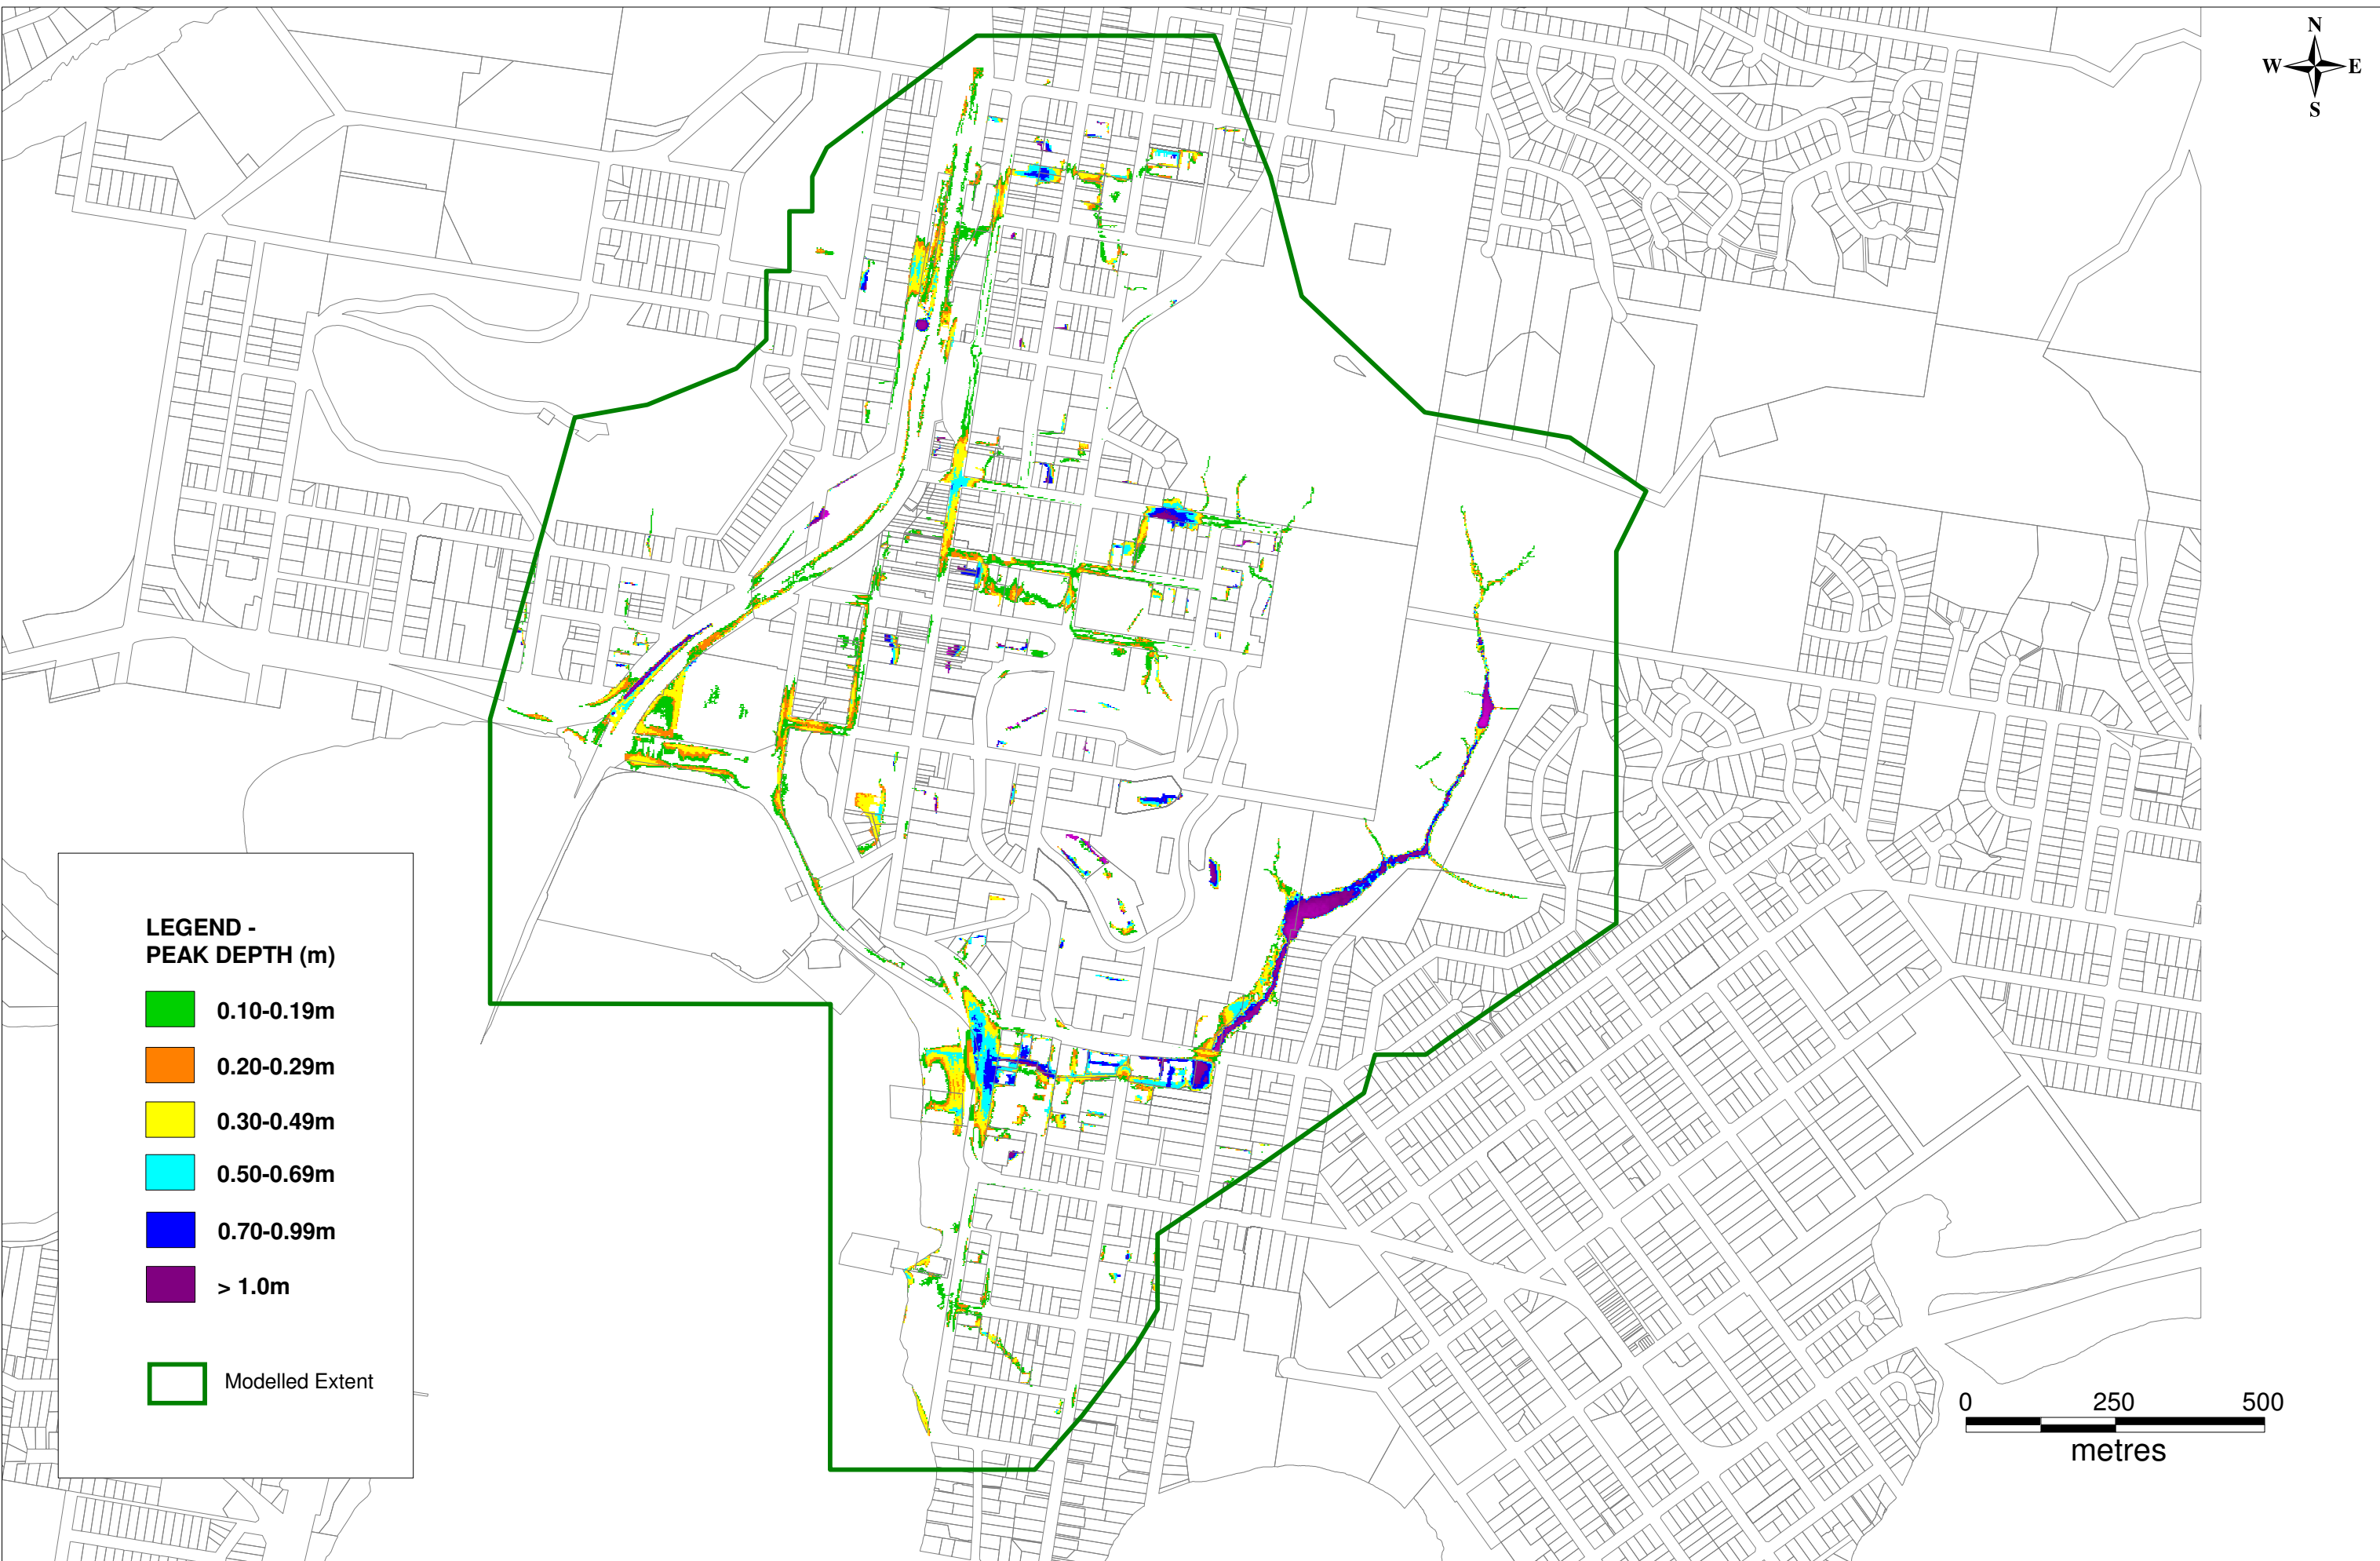 N
W E
S
LEGEND -
PEAK DEPTH (m)
0.10-0.19m
0.20-0.29m
0.30-0.49m
0.50-0.69m
0.70-0.99m
> 1.0m
Modelled Extent
0 250 500
metres